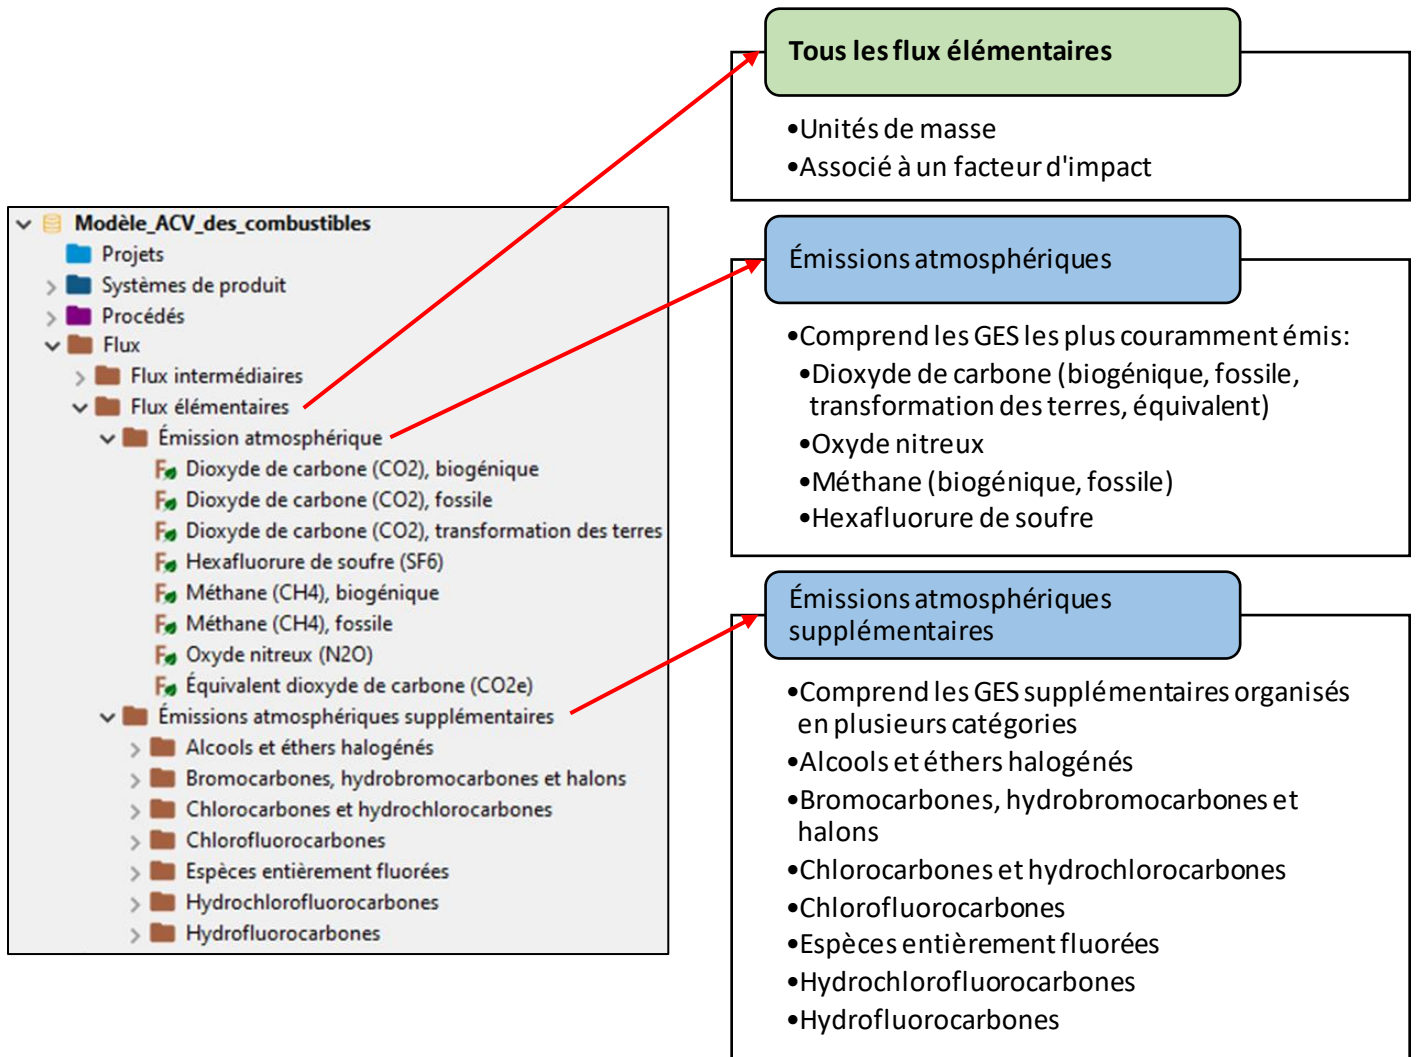 Modèle_ACV_des_combustibles
Projets
Systèmes de produit
Procédés
Flux
Flux intermédiaires
Flux élémentaires
Émission atmosphérique
Dioxyde de carbone (CO2), biogénique
Dioxyde de carbone (CO2), fossile
Dioxyde de carbone (CO2), transformation des terres
Hexafluorure de soufre (SF6)
Méthane (CH4), biogénique
Méthane (CH4), fossile
Oxyde nitreux (N2O)
Équivalent dioxyde de carbone (CO2e)
Émissions atmosphériques supplémentaires
Alcools et éthers halogénés
Bromocarbones, hydrobromocarbones et halons
Chlorocarbones et hydrochlorocarbones
Chlorofluorocarbones
Espèces entièrement fluorées
Hydrochlorofluorocarbones
Hydrofluorocarbones
Tous les flux élémentaires
•Unités de masse
•Associé à un facteur d'impact
Émissions atmosphériques
•Comprend les GES les plus couramment émis:
•Dioxyde de carbone (biogénique, fossile,
transformation des terres, équivalent)
•Oxyde nitreux
•Méthane (biogénique, fossile)
•Hexafluorure de soufre
Émissions atmosphériques
supplémentaires
•Comprend les GES supplémentaires organisés
en plusieurs catégories
•Alcools et éthers halogénés
•Bromocarbones, hydrobromocarbones et
halons
•Chlorocarbones et hydrochlorocarbones
•Chlorofluorocarbones
•Espèces entièrement fluorées
•Hydrochlorofluorocarbones
•Hydrofluorocarbones